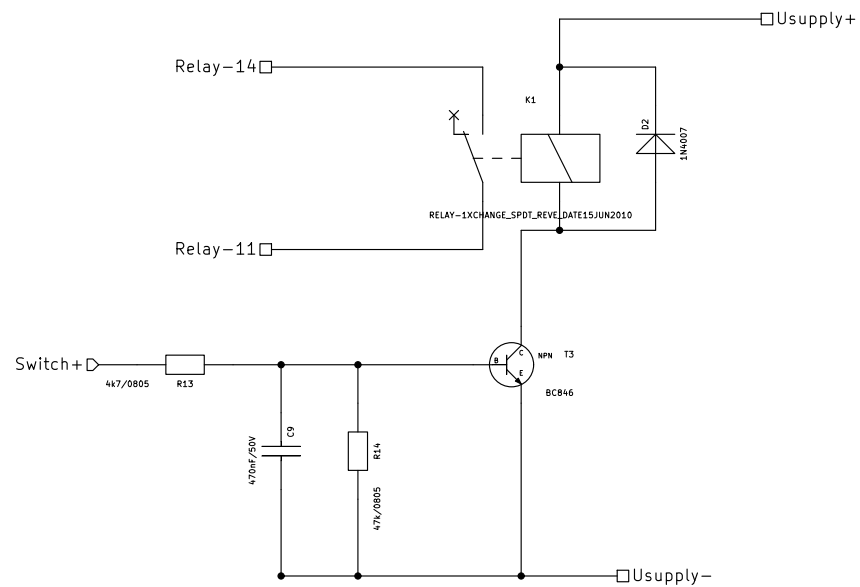 Usupply+
Relay-14
K1
D2
1N4007
RELAY-1XCHANGE_SPDT_REVE_DATE15JUN2010
Relay-11
Switch+
4k7/0805
R13
B
C
E
NPN
T3
BC846
C9
470nF/50V
R14
47k/0805
Usupply-